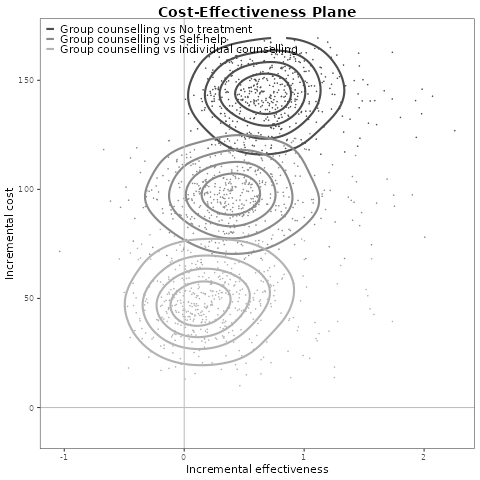 Cost-Effectiveness Plane
Group counselling vs No treatment
Group counselling vs Self-help
Group counselling vs Individual counselling
150
100
50
0
-1
0
1
2
Incremental cost
Incremental effectiveness